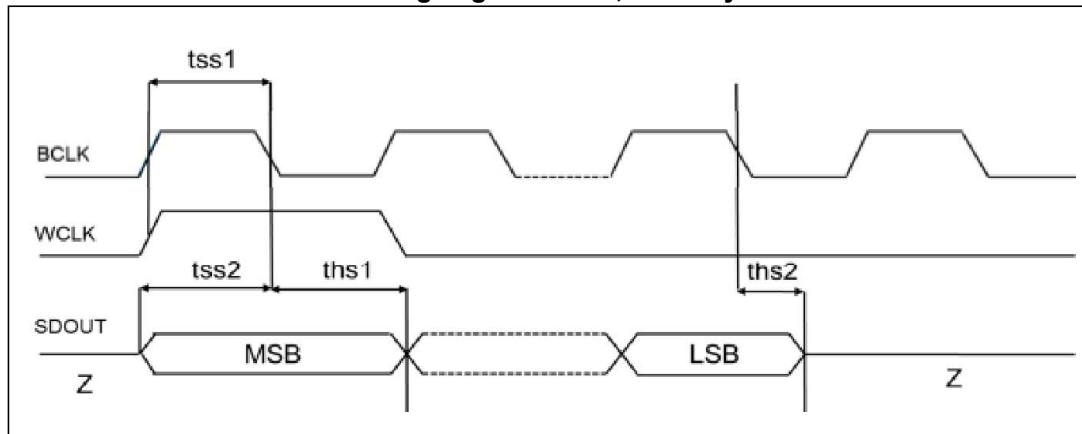 tss1
BCLK
WCLK
tss2
ths1
ths2
SDOUT
MSB
LSB
Z
Z